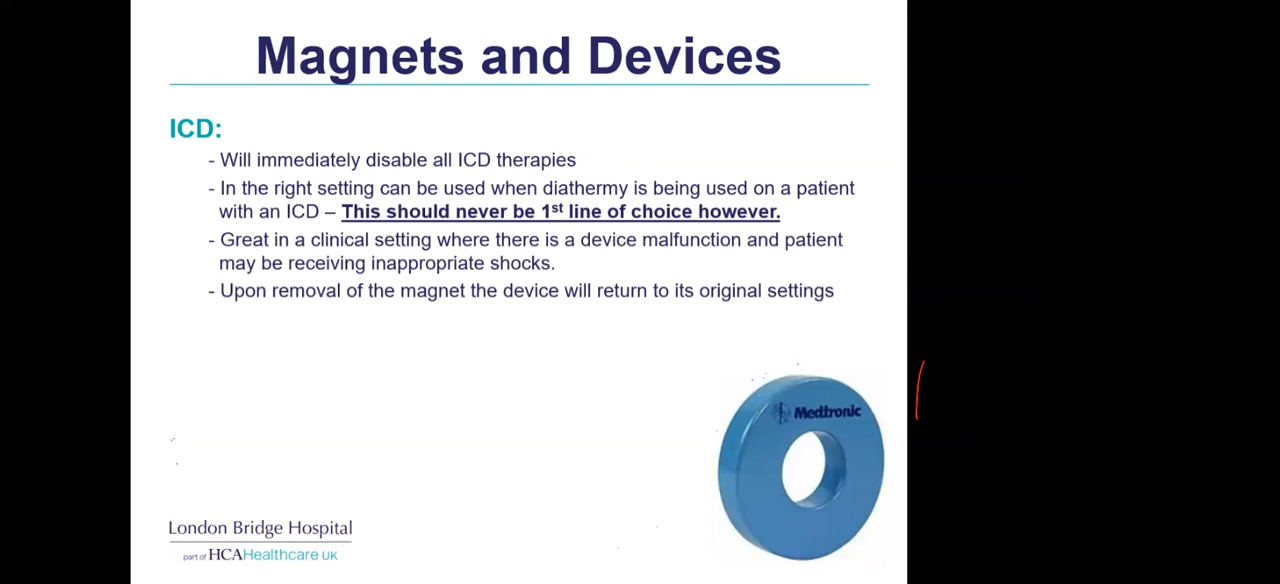 Magnets and Devices
ICD:
- Will immediately disable all ICD therapies
- In the right setting can be used when diathermy is being used on a patient
with an ICD – This should never be 1st line of choice however.
- Great in a clinical setting where there is a device malfunction and patient
may be receiving inappropriate shocks.
- Upon removal of the magnet the device will return to its original settings
Medtronic
London Bridge Hospital
part of HCAHealthcare UK